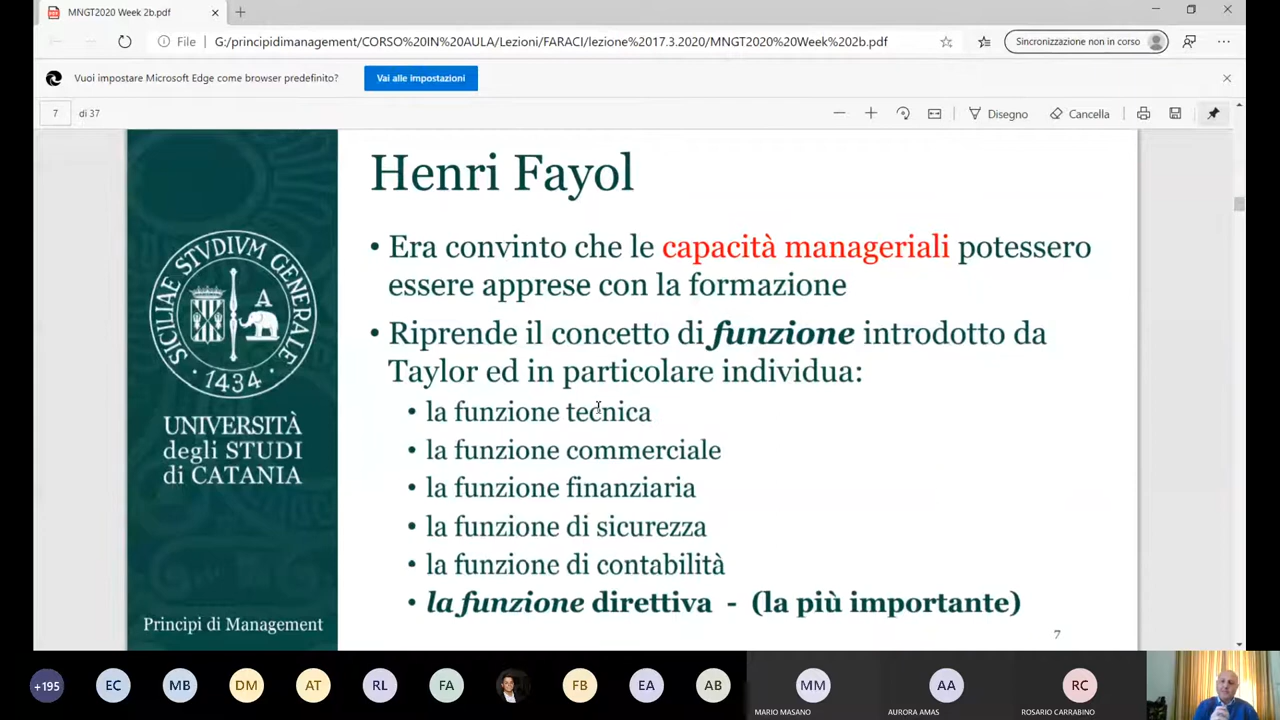 MNGT2020 Week 2b.pdf
File
G:/principidimanagement/CORSO%20IN%20AULA/Lezioni/FARACI/lezione%2017.3.2020/MNGT2020%20Week%202b.pdf
Sincronizzazione non in corso
Vuoi impostare Microsoft Edge come browser predefinito?
Vai alle impostazioni
7 di 37
Disegno
Cancella
Henri Fayol
• Era convinto che le capacità manageriali potessero
essere apprese con la formazione
• Riprende il concetto di funzione introdotto da
Taylor ed in particolare individua:
• la funzione tecnica
• la funzione commerciale
• la funzione finanziaria
• la funzione di sicurezza
• la funzione di contabilità
• la funzione direttiva - (la più importante)
7
SICILIAE STVDIVM GENERALE
A
1434
UNIVERSITÀ
degli STUDI
di CATANIA
Principi di Management
+195
EC
MB
DM
AT
RL
FA
FB
EA
AB
MM
AA
RC
MARIO MASANO
AURORA AMAS
ROSARIO CARRABINO